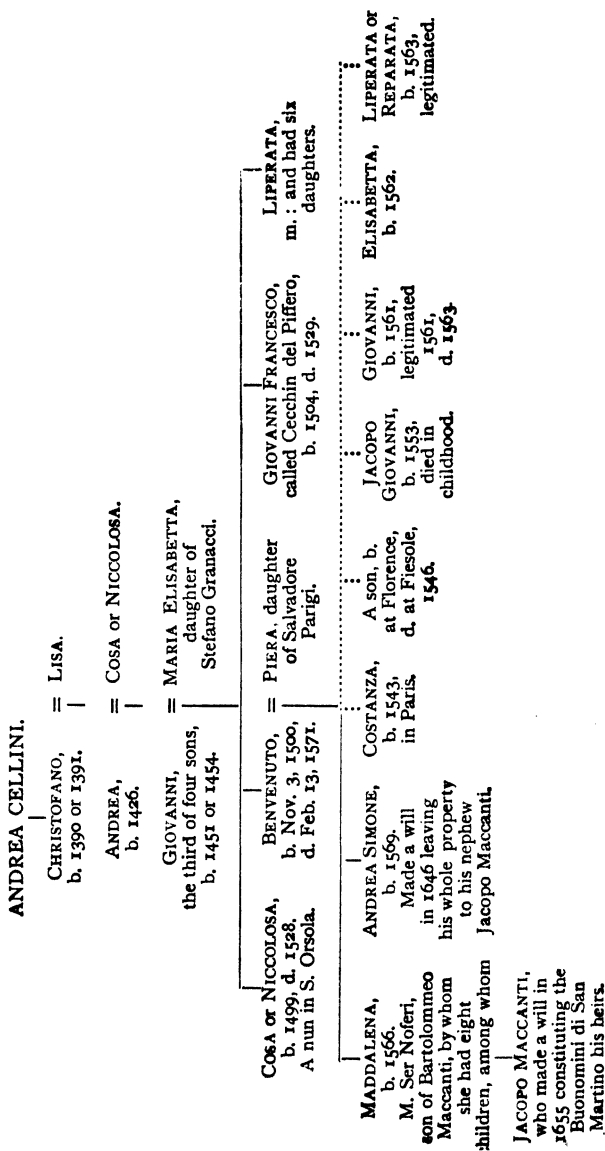 ANDREA CELLINI.
CHRISTOFANO, = LISA.
b. 1390 or 1391.
ANDREA, = COSA or NICCOLOSA.
b. 1426.
GIOVANNI, = MARIA ELISABETTA,
the third of four sons, daughter of
b. 1451 or 1454. Stefano Granacci.
COSA or NICCOLOSA,
b. 1499, d. 1528.
A nun in S. Orsola.
BENVENUTO, = PIERA, daughter
b. Nov. 3, 1500, of Salvadore
d. Feb. 13, 1571. Parigi.
GIOVANNI FRANCESCO,
called Cecchin del Piffero,
b. 1504, d. 1529.
LIPERATA,
m. : and had six
daughters.
MADDALENA,
b. 1566.
M. Ser Noferi,
son of Bartolommeo
Maccanti, by whom
she had eight
children, among whom
JACOPO MACCANTI,
who made a will in
1655 constituting the
Buonomini di San
Martino his heirs.
ANDREA SIMONE,
b. 1569.
Made a will
in 1646 leaving
his whole property
to his nephew
Jacopo Maccanti.
COSTANZA,
b. 1543,
in Paris.
A son, b.
at Florence,
d. at Fiesole,
1546.
JACOPO
GIOVANNI,
b. 1553,
died in
childhood.
GIOVANNI,
b. 1561,
legitimated
1561,
d. 1563.
ELISABETTA,
b. 1562.
LIPERATA or
REPARATA,
b. 1563,
legitimated.